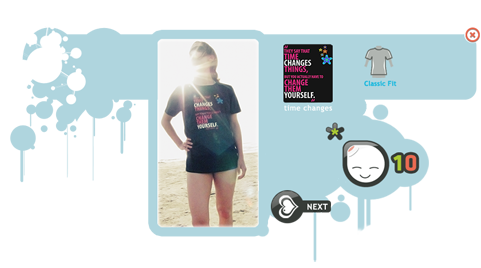 THEY SAY THAT
TIME
CHANGES
THINGS,
BUT YOU ACTUALLY HAVE TO
CHANGE
THEM
YOURSELF.
time changes
Classic Fit
10
NEXT
CHANGES
CHANGE
THEM
YOURSELF.